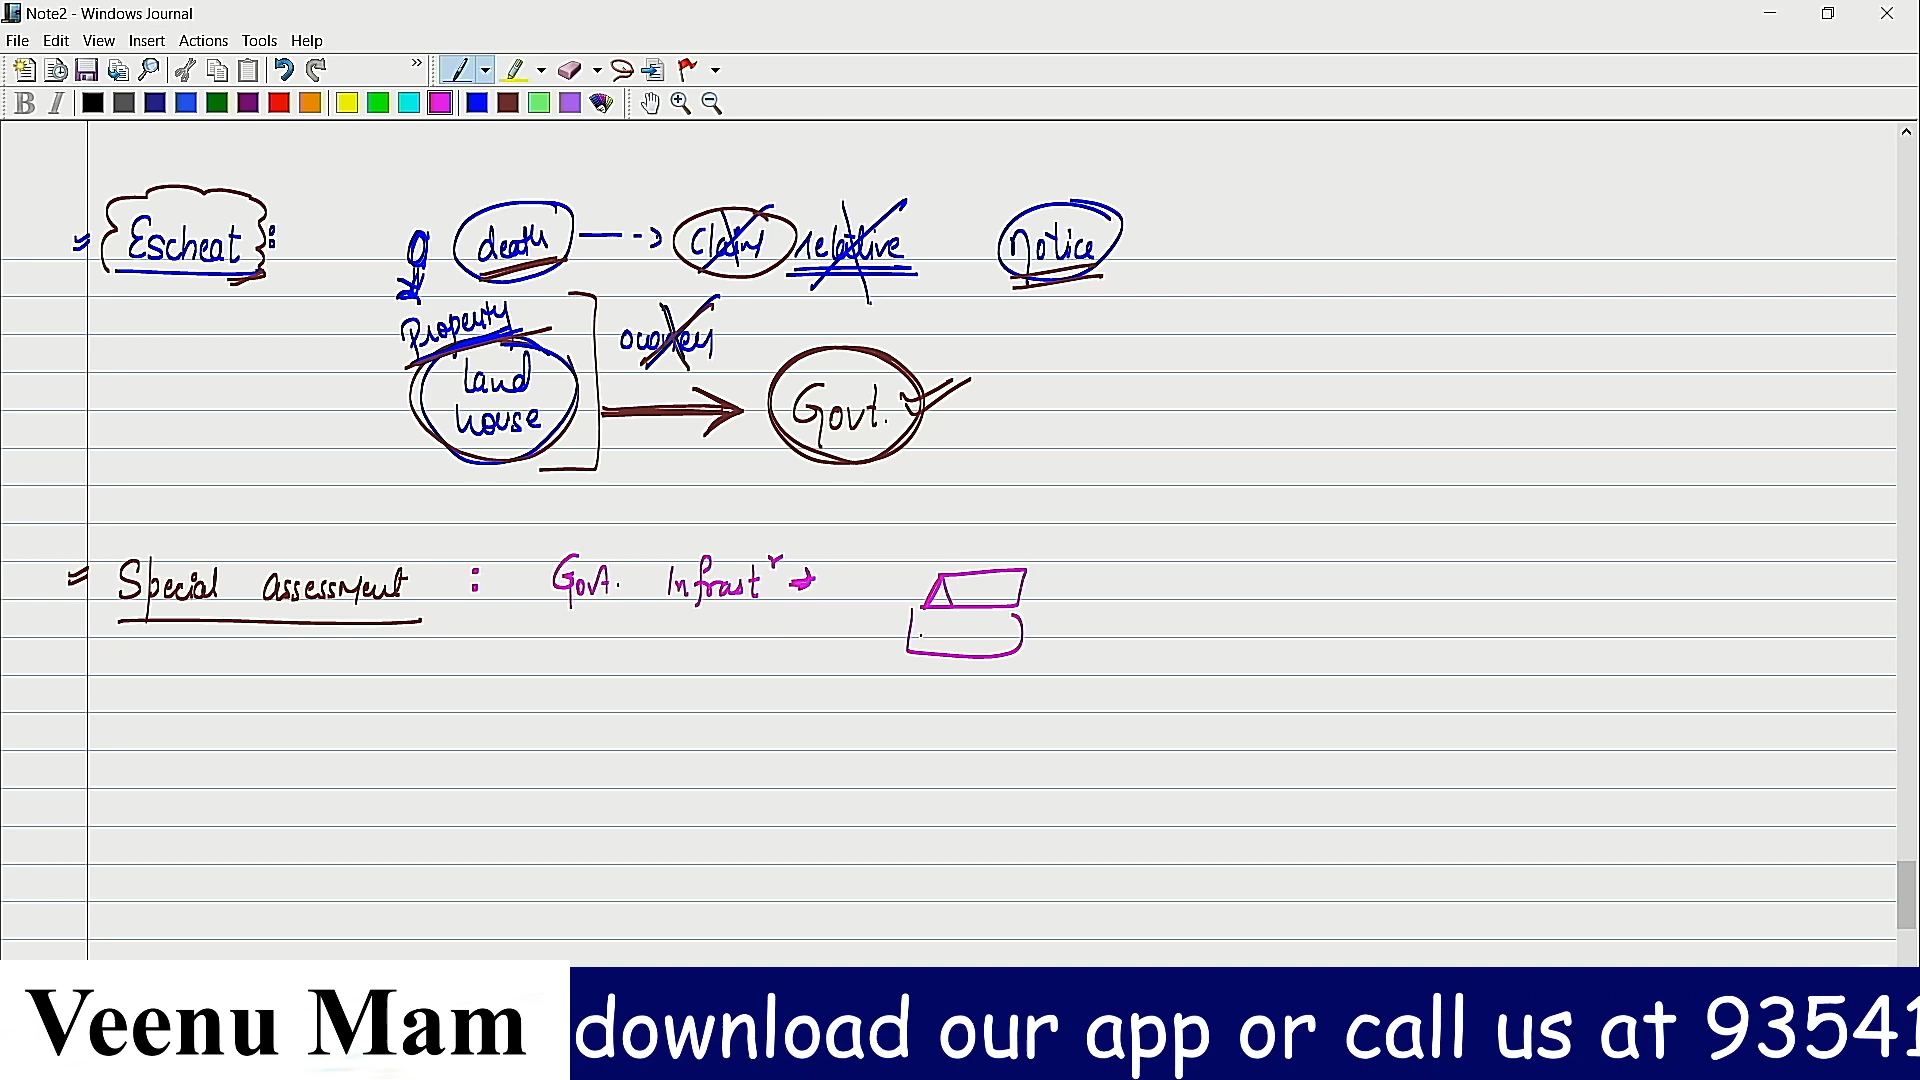 Note2 - Windows Journal
File Edit View Insert Actions Tools Help
B I
Escheat : death --> Claim relative Notice
Property owner
land
house Govt.
Special assessment : Govt. Infrast^r →
Veenu Mam download our app or call us at 93541